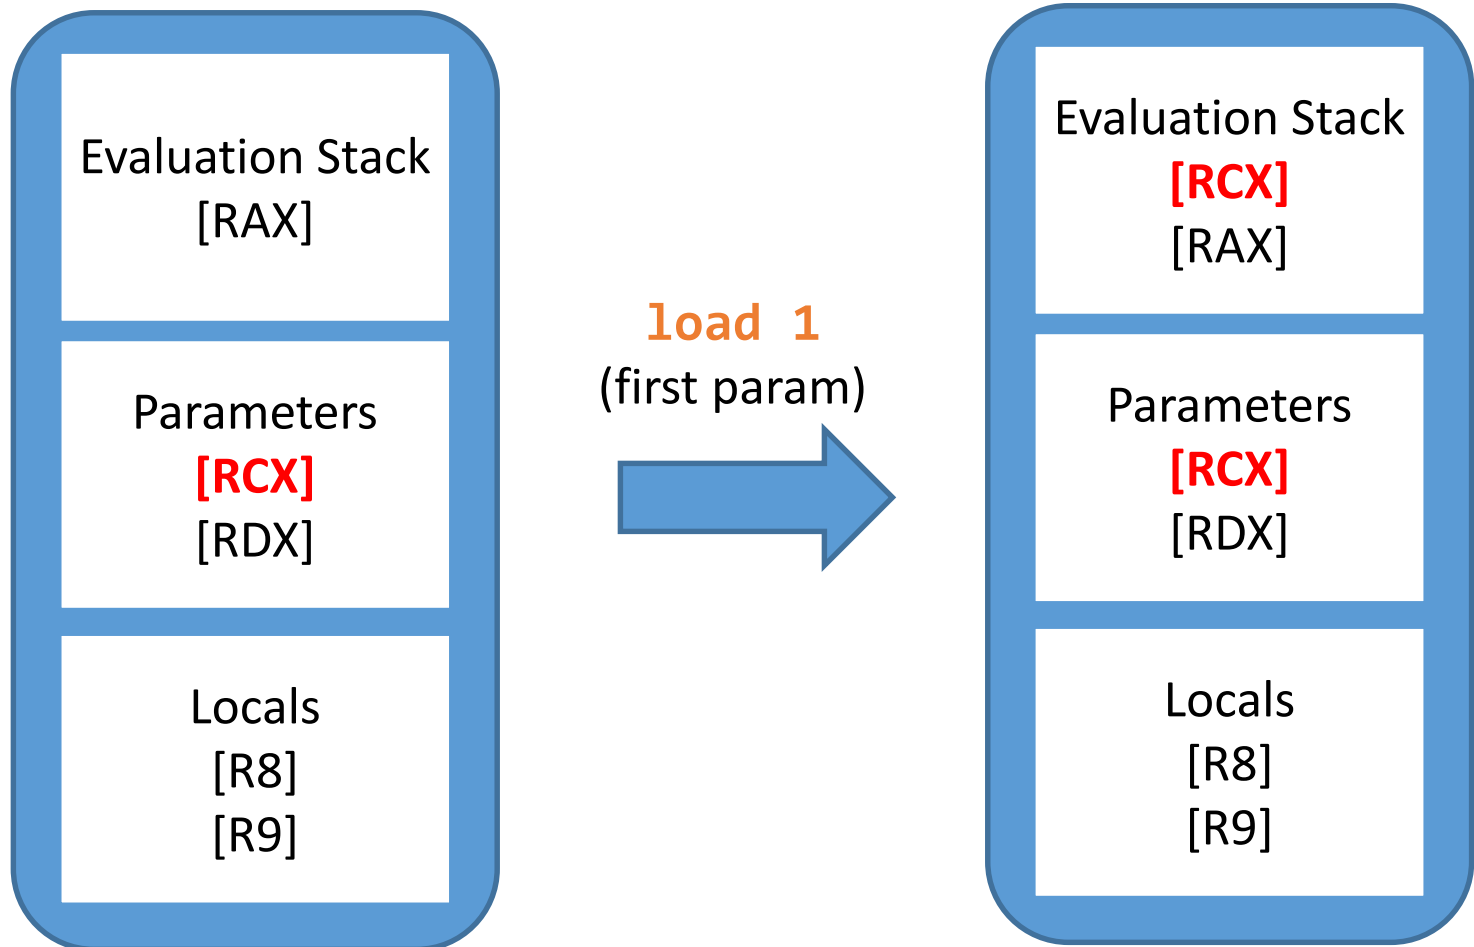 Evaluation Stack
[RAX]
Parameters
[RCX]
[RDX]
Locals
[R8]
[R9]
load 1
(first param)
Evaluation Stack
[RCX]
[RAX]
Parameters
[RCX]
[RDX]
Locals
[R8]
[R9]